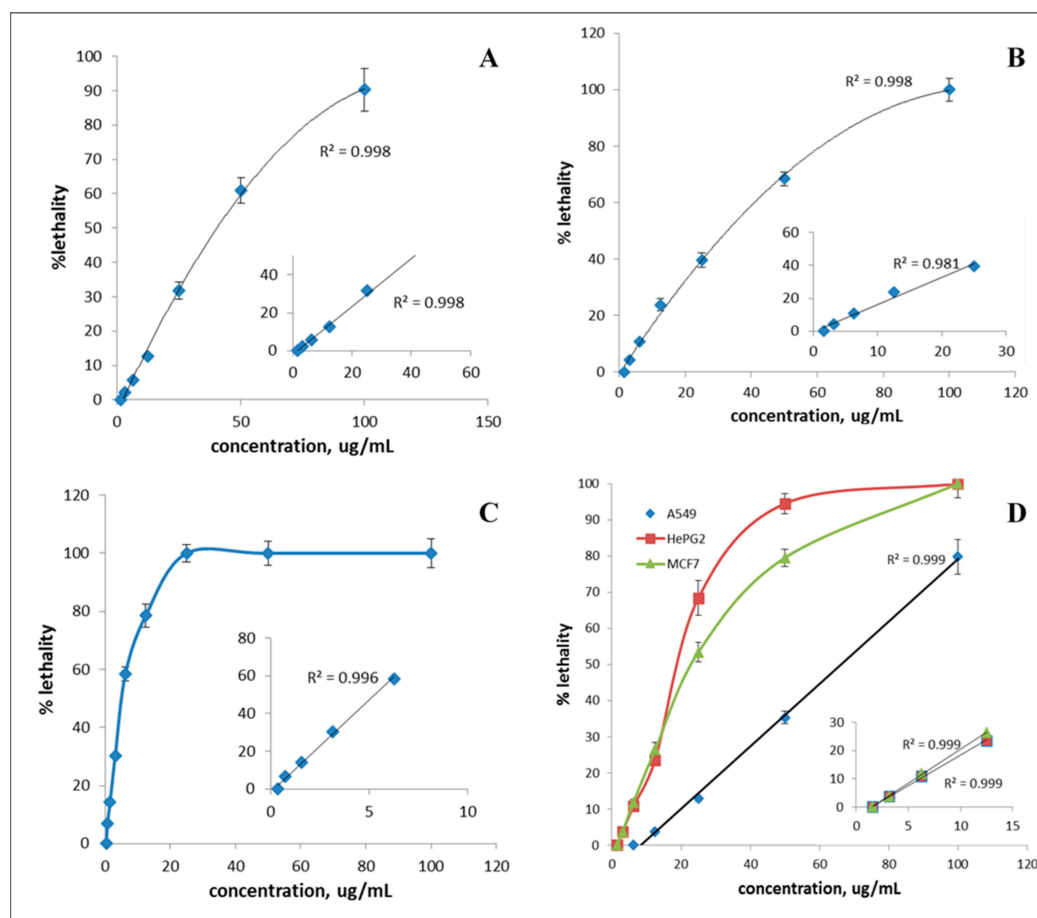 A
100
90
80
70
60
50
40
30
20
10
0
%lethality
R² = 0.998
40
20
0
R² = 0.998
0 20 40 60
0 50 100 150
concentration, ug/mL
B
120
100
80
60
40
20
0
% lethality
R² = 0.998
60
40
20
0
R² = 0.981
0 10 20 30
0 20 40 60 80 100 120
concentration, ug/mL
C
120
100
80
60
40
20
0
% lethality
80
60
40
20
0
R² = 0.996
0 5 10
0 20 40 60 80 100 120
concentration, ug/mL
D
100
90
80
70
60
50
40
30
20
10
0
% lethality
A549
HePG2
MCF7
R² = 0.999
30
20
10
0
R² = 0.999
R² = 0.999
0 5 10 15
0 20 40 60 80 100 120
concentration, ug/mL